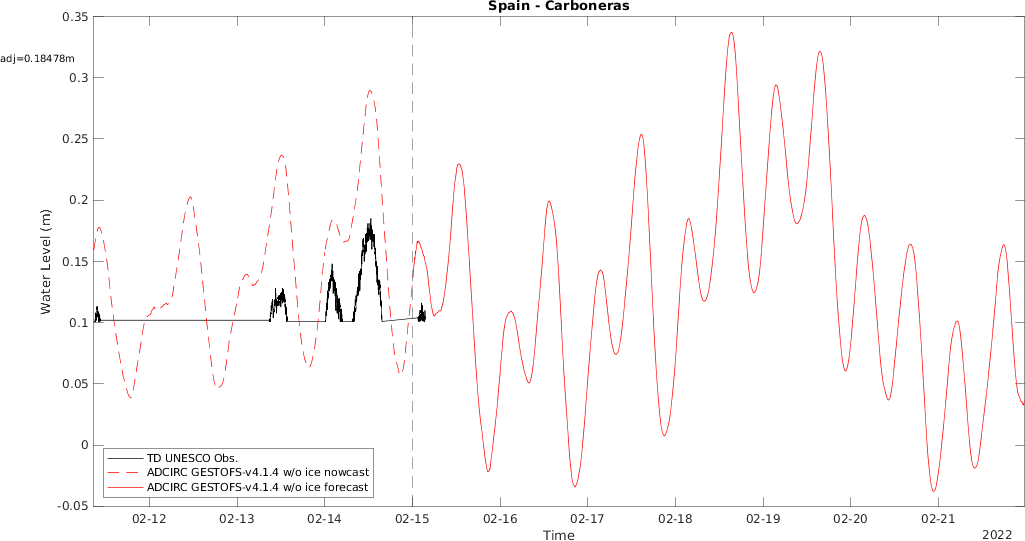 Spain - Carboneras
adj=0.18478m
0.35
0.3
0.25
0.2
0.15
0.1
0.05
0
-0.05
Water Level (m)
TD UNESCO Obs.
ADCIRC GESTOFS-v4.1.4 w/o ice nowcast
ADCIRC GESTOFS-v4.1.4 w/o ice forecast
02-12 02-13 02-14 02-15 02-16 02-17 02-18 02-19 02-20 02-21
Time
2022